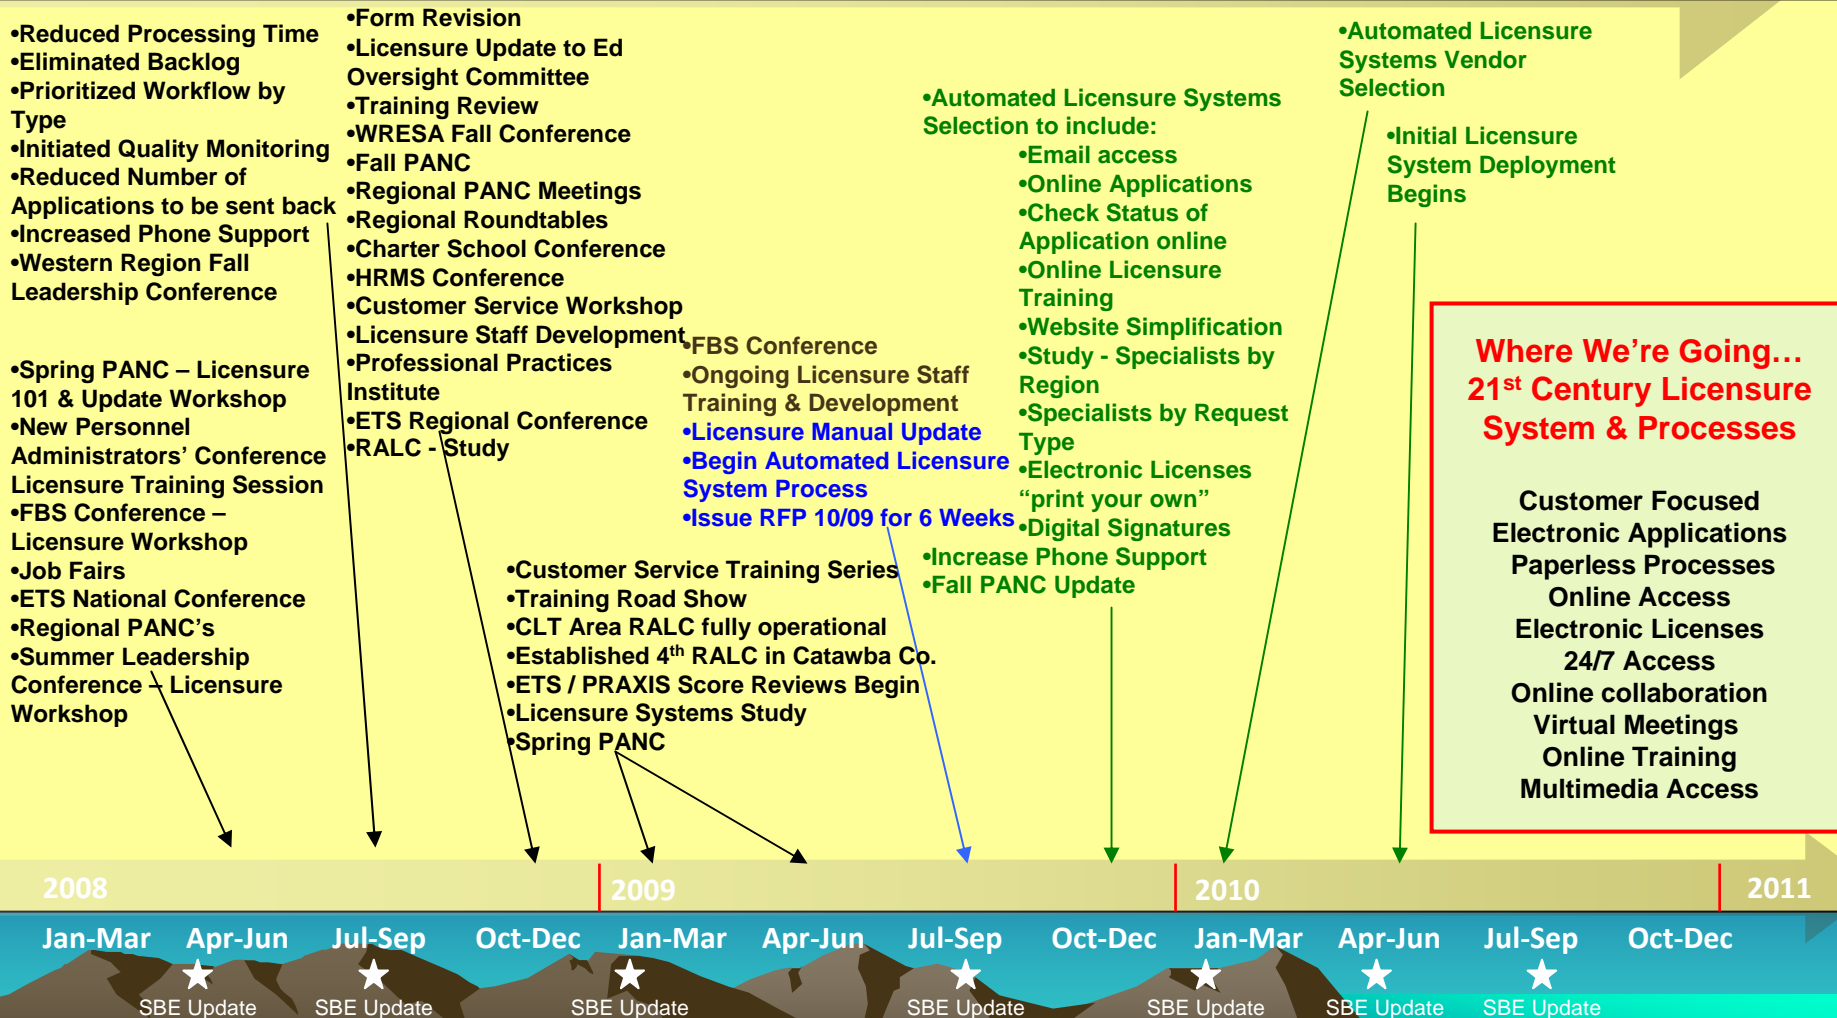 •Reduced Processing Time
•Eliminated Backlog
•Prioritized Workflow by
Type
•Initiated Quality Monitoring
•Reduced Number of
Applications to be sent back
•Increased Phone Support
•Western Region Fall
Leadership Conference
•Spring PANC – Licensure
101 & Update Workshop
•New Personnel
Administrators’ Conference
Licensure Training Session
•FBS Conference –
Licensure Workshop
•Job Fairs
•ETS National Conference
•Regional PANC’s
•Summer Leadership
Conference – Licensure
Workshop
•Form Revision
•Licensure Update to Ed
Oversight Committee
•Training Review
•WRESA Fall Conference
•Fall PANC
•Regional PANC Meetings
•Regional Roundtables
•Charter School Conference
•HRMS Conference
•Customer Service Workshop
•Licensure Staff Development
•Professional Practices
Institute
•ETS Regional Conference
•RALC - Study
•Customer Service Training Series
•Training Road Show
•CLT Area RALC fully operational
•Established 4th RALC in Catawba Co.
•ETS / PRAXIS Score Reviews Begin
•Licensure Systems Study
•Spring PANC
•FBS Conference
•Ongoing Licensure Staff
Training & Development
•Licensure Manual Update
•Begin Automated Licensure
System Process
•Issue RFP 10/09 for 6 Weeks
•Automated Licensure Systems
Selection to include:
•Email access
•Online Applications
•Check Status of
Application online
•Online Licensure
Training
•Website Simplification
•Study - Specialists by
Region
•Specialists by Request
Type
•Electronic Licenses
“print your own”
•Digital Signatures
•Increase Phone Support
•Fall PANC Update
•Automated Licensure
Systems Vendor
Selection
•Initial Licensure
System Deployment
Begins
Where We’re Going…
21st Century Licensure
System & Processes
Customer Focused
Electronic Applications
Paperless Processes
Online Access
Electronic Licenses
24/7 Access
Online collaboration
Virtual Meetings
Online Training
Multimedia Access
2008 2009 2010 2011
Jan-Mar Apr-Jun Jul-Sep Oct-Dec Jan-Mar Apr-Jun Jul-Sep Oct-Dec Jan-Mar Apr-Jun Jul-Sep Oct-Dec
SBE Update SBE Update SBE Update SBE Update SBE Update SBE Update SBE Update